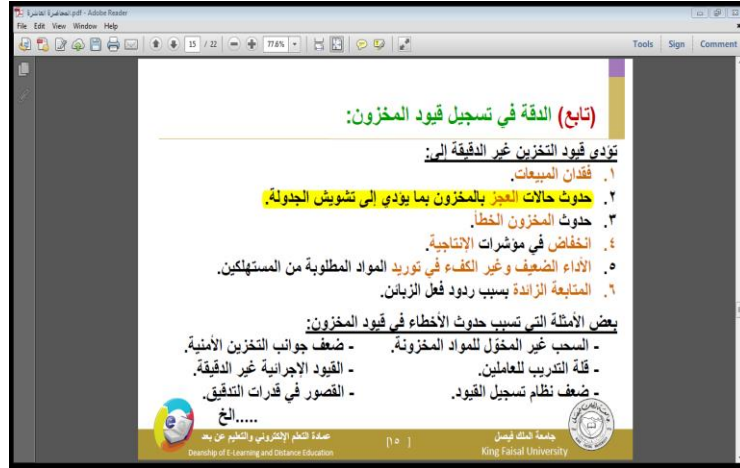 المحاضرة العاشرة.pdf - Adobe Reader
File Edit View Window Help
15 / 22 77.6% Tools Sign Comment
(تابع) الدقة في تسجيل قيود المخزون:
تؤدي قيود التخزين غير الدقيقة إلى:
١. فقدان المبيعات.
٢. حدوث حالات العجز بالمخزون بما يؤدي إلى تشويش الجدولة.
٣. حدوث المخزون الخطأ.
٤. انخفاض في مؤشرات الإنتاجية.
٥. الأداء الضعيف وغير الكفء في توريد المواد المطلوبة من المستهلكين.
٦. المتابعة الزائدة بسبب ردود فعل الزبائن.
بعض الأمثلة التي تسبب حدوث الأخطاء في قيود المخزون:
- السحب غير المخوّل للمواد المخزونة. - ضعف جوانب التخزين الأمنية.
- قلة التدريب للعاملين. - القيود الإجرائية غير الدقيقة.
- ضعف نظام تسجيل القيود. - القصور في قدرات التدقيق.
.....الخ
جامعة الملك فيصل [ ١٥ ] عمادة التعلم الإلكتروني والتعليم عن بعد
King Faisal University Deanship of E-Learning and Distance Education